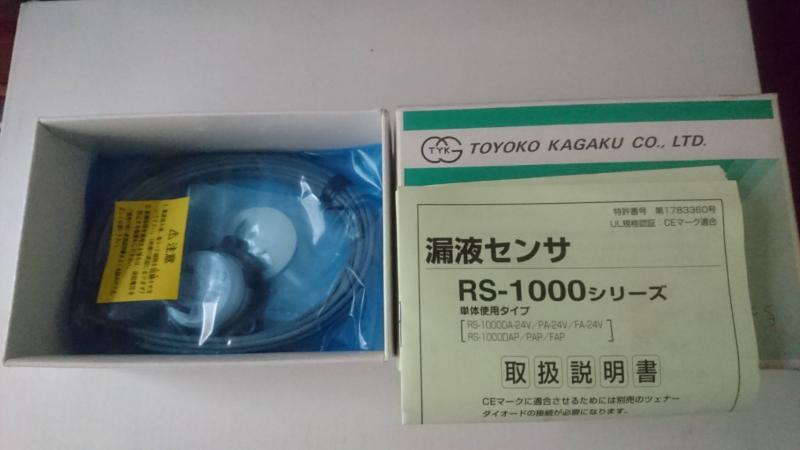 TYK
TOYOKO KAGAKU CO., LTD.
特許番号 第1783360号
UL規格認証 CEマーク適合
漏液センサ
RS-1000シリーズ
単体使用タイプ
RS-1000DA-24V/PA-24V/FA-24V
RS-1000DAP/PAP/FAP
取扱説明書
CEマークに適合させるためには別売のツェナー
ダイオードの接続が必要になります。
⚠注意